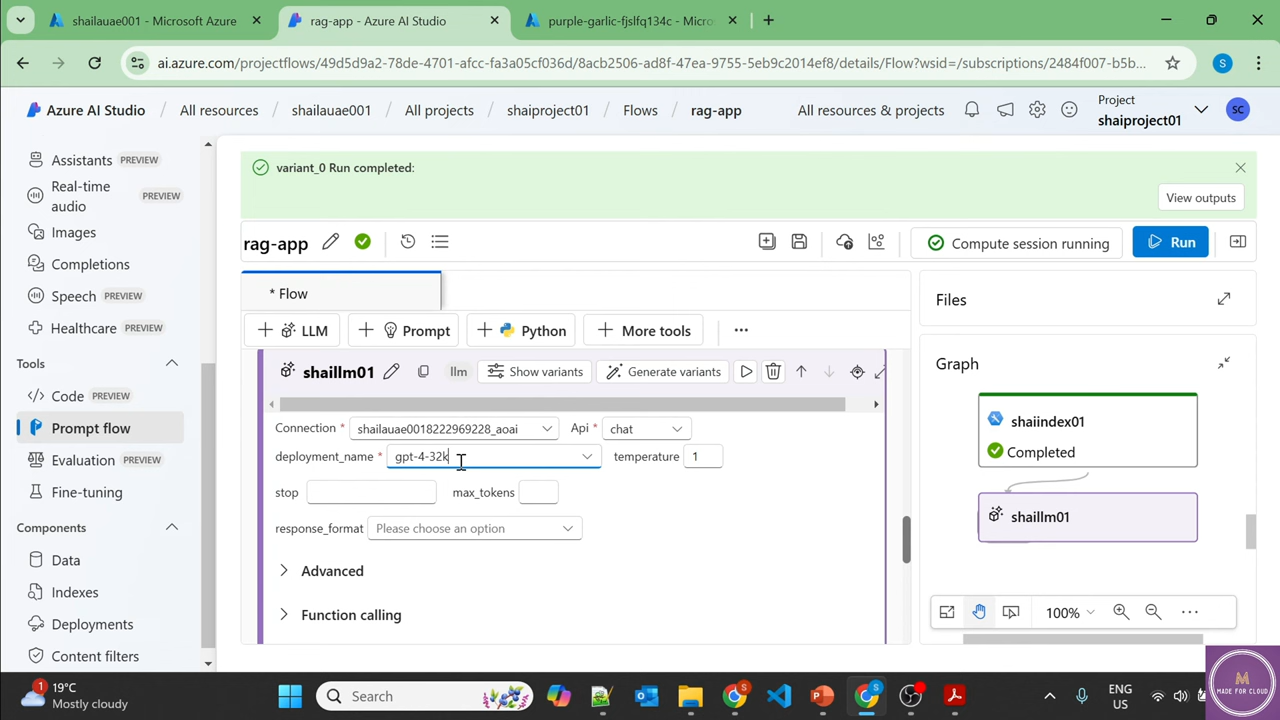 shailauae001 - Microsoft Azure
rag-app - Azure AI Studio
purple-garlic-fjslfq134c - Micros
ai.azure.com/projectflows/49d5d9a2-78de-4701-afcc-fa3a05cf036d/8acb2506-ad8f-47ea-9755-5eb9c2014ef8/details/Flow?wsid=/subscriptions/2484f007-b5b...
S
Azure AI Studio / All resources / shailauae001 / All projects / shaiproject01 / Flows / rag-app
All resources & projects
Project
shaiproject01
SC
Assistants PREVIEW
Real-time audio PREVIEW
Images
Completions
Speech PREVIEW
Healthcare PREVIEW
Tools
Code PREVIEW
Prompt flow
Evaluation PREVIEW
Fine-tuning
Components
Data
Indexes
Deployments
Content filters
variant_0 Run completed:
View outputs
rag-app
Compute session running
Run
* Flow
LLM
Prompt
Python
More tools
shaillm01
llm
Show variants
Generate variants
Connection * shailauae0018222969228_aoai Api * chat
deployment_name * gpt-4-32k temperature 1
stop max_tokens
response_format Please choose an option
Advanced
Function calling
Files
Graph
shaiindex01
Completed
shaillm01
100%
1
19°C
Mostly cloudy
Search
ENG
US
M
MADE FOR CLOUD